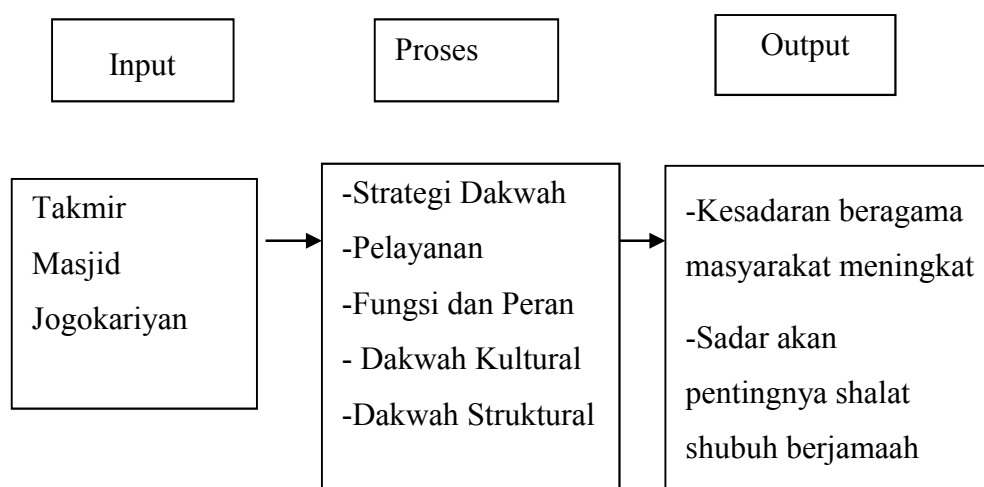 Input
Proses
Output
Takmir
Masjid
Jogokariyan
-Strategi Dakwah
-Pelayanan
-Fungsi dan Peran
- Dakwah Kultural
-Dakwah Struktural
-Kesadaran beragama
masyarakat meningkat
-Sadar akan
pentingnya shalat
shubuh berjamaah